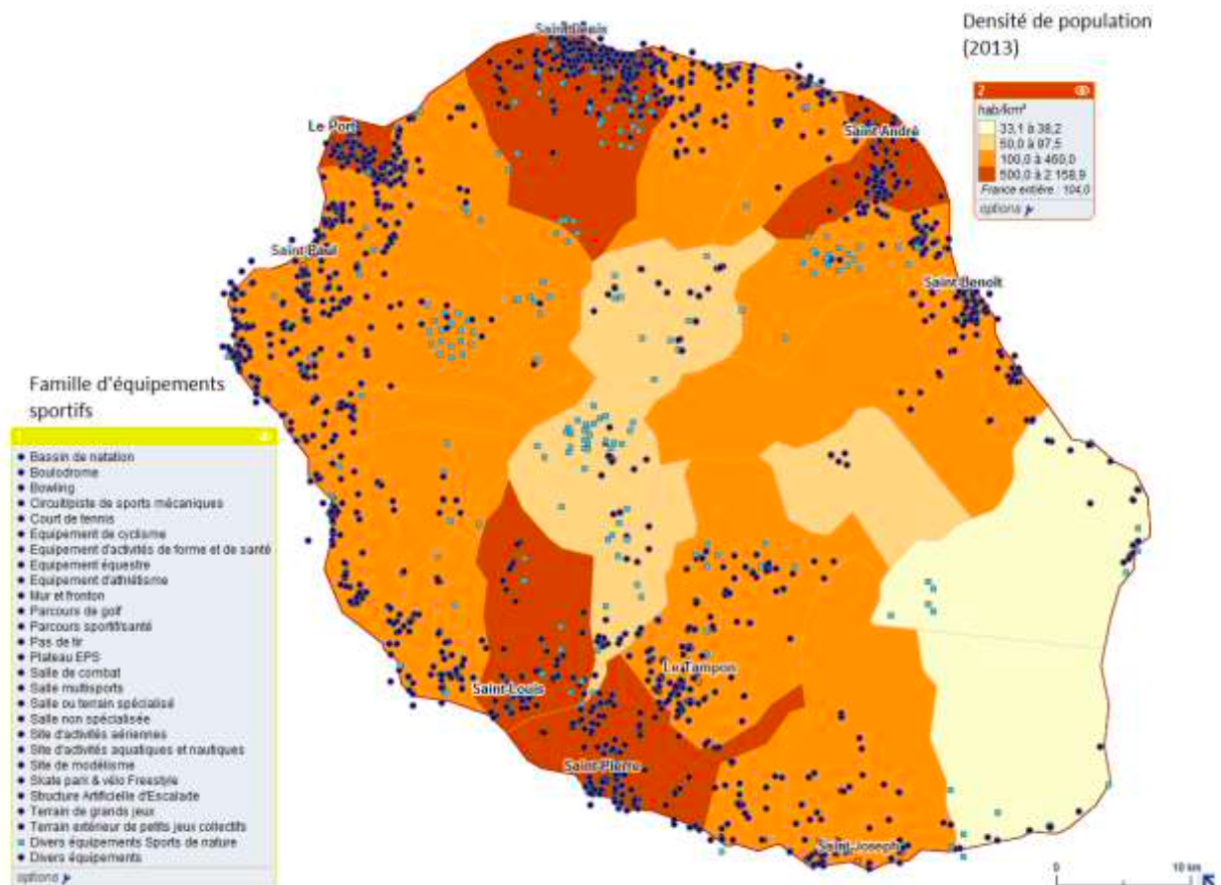 Densité de population
(2013)
2
hab/km²
33,1 à 38,2
50,0 à 97,5
100,0 à 460,0
500,0 à 2 158,9
France entière : 104,0
options
Saint-Denis
Le Port
Saint-André
Saint-Paul
Saint-Benoît
Le Tampon
Saint-Louis
Saint-Pierre
Saint-Joseph
Famille d'équipements
sportifs
1
Bassin de natation
Boulodrome
Bowling
Circuit/piste de sports mécaniques
Court de tennis
Equipement de cyclisme
Equipement d'activités de forme et de santé
Equipement équestre
Equipement d'athlétisme
Mur et fronton
Parcours de golf
Parcours sportif/santé
Pas de tir
Plateau EPS
Salle de combat
Salle multisports
Salle ou terrain spécialisé
Salle non spécialisée
Site d'activités aériennes
Site d'activités aquatiques et nautiques
Site de modélisme
Skate park & vélo Freestyle
Structure Artificielle d'Escalade
Terrain de grands jeux
Terrain extérieur de petits jeux collectifs
Divers équipements Sports de nature
Divers équipements
options
0 10 km